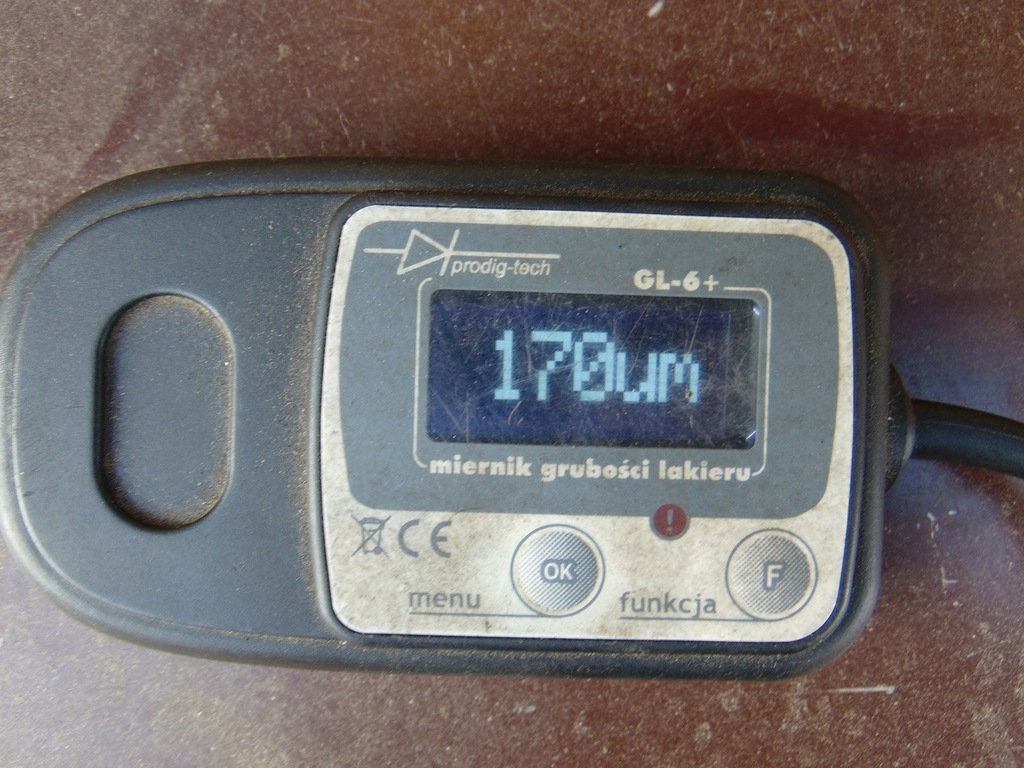 prodig-tech
GL-6+
170um
miernik grubości lakieru
!
CE
OK
F
menu
funkcja